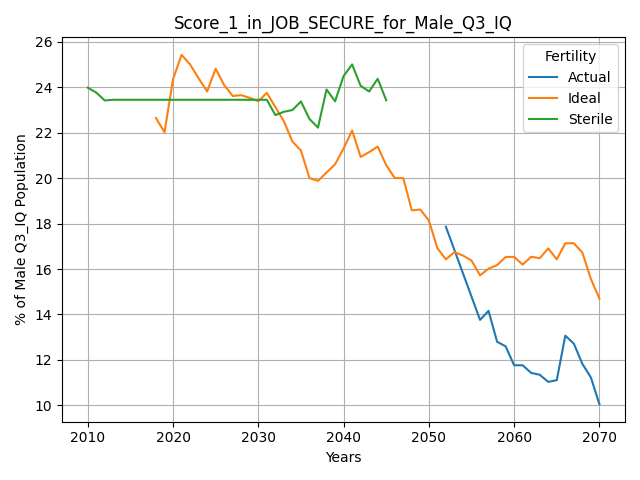 Score_1_in_JOB_SECURE_for_Male_Q3_IQ
% of Male Q3_IQ Population
26
24
22
20
18
16
14
12
10
Fertility
Actual
Ideal
Sterile
2010 2020 2030 2040 2050 2060 2070
Years